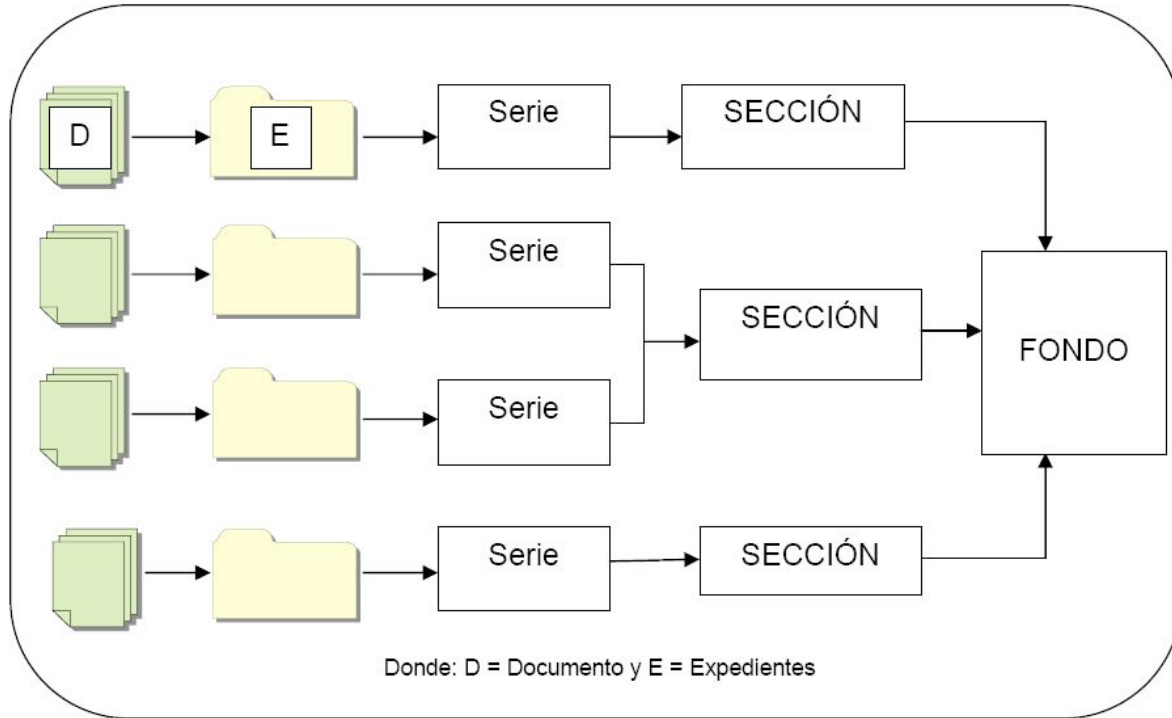 D
E
Serie
SECCIÓN
Serie
SECCIÓN
FONDO
Serie
Serie
SECCIÓN
Donde: D = Documento y E = Expedientes